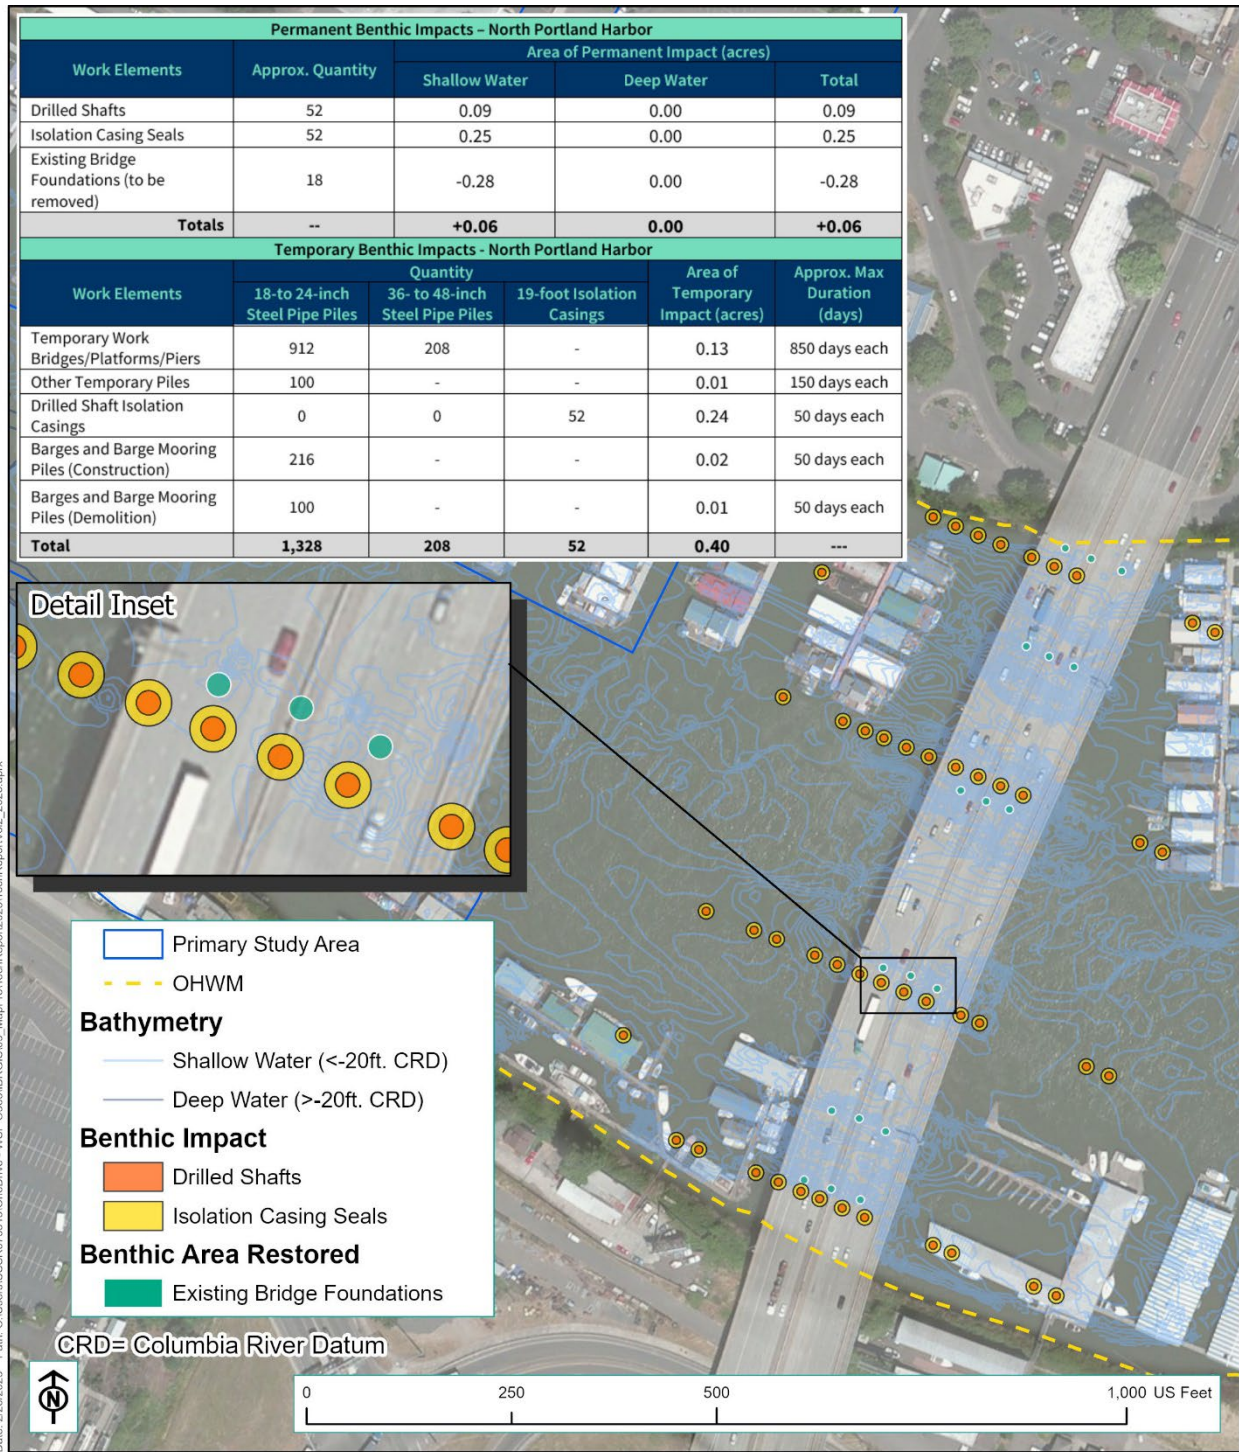 Permanent Benthic Impacts – North Portland Harbor
Work Elements Approx. Quantity Area of Permanent Impact (acres)
Shallow Water Deep Water Total
Drilled Shafts 52 0.09 0.00 0.09
Isolation Casing Seals 52 0.25 0.00 0.25
Existing Bridge
Foundations (to be
removed)
18 -0.28 0.00 -0.28
Totals -- +0.06 0.00 +0.06
Temporary Benthic Impacts - North Portland Harbor
Work Elements Quantity Area of Temporary Impact (acres) Approx. Max Duration (days)
18-to 24-inch Steel Pipe Piles 36- to 48-inch Steel Pipe Piles 19-foot Isolation Casings
Temporary Work
Bridges/Platforms/Piers
912 208 - 0.13 850 days each
Other Temporary Piles 100 - - 0.01 150 days each
Drilled Shaft Isolation
Casings
0 0 52 0.24 50 days each
Barges and Barge Mooring
Piles (Construction)
216 - - 0.02 50 days each
Barges and Barge Mooring
Piles (Demolition)
100 - - 0.01 50 days each
Total 1,328 208 52 0.40 ---
Detail Inset
Primary Study Area
OHWM
Bathymetry
Shallow Water (<-20ft. CRD)
Deep Water (>-20ft. CRD)
Benthic Impact
Drilled Shafts
Isolation Casing Seals
Benthic Area Restored
Existing Bridge Foundations
CRD= Columbia River Datum
N
0 250 500 1,000 US Feet